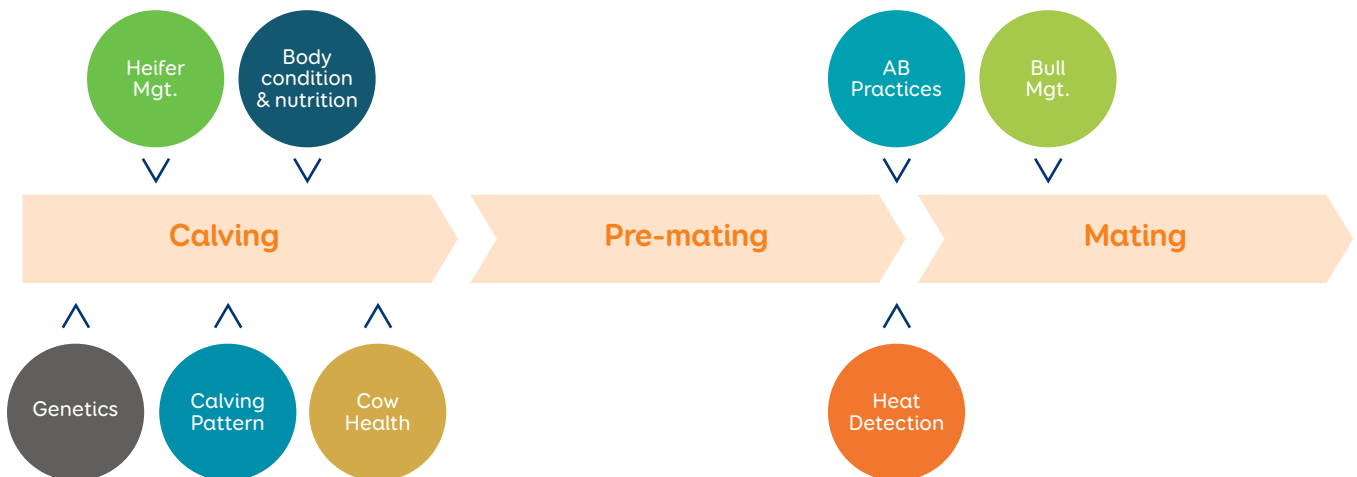 Heifer
Mgt.
Body
condition
& nutrition
AB
Practices
Bull
Mgt.
Calving
Pre-mating
Mating
Genetics
Calving
Pattern
Cow
Health
Heat
Detection